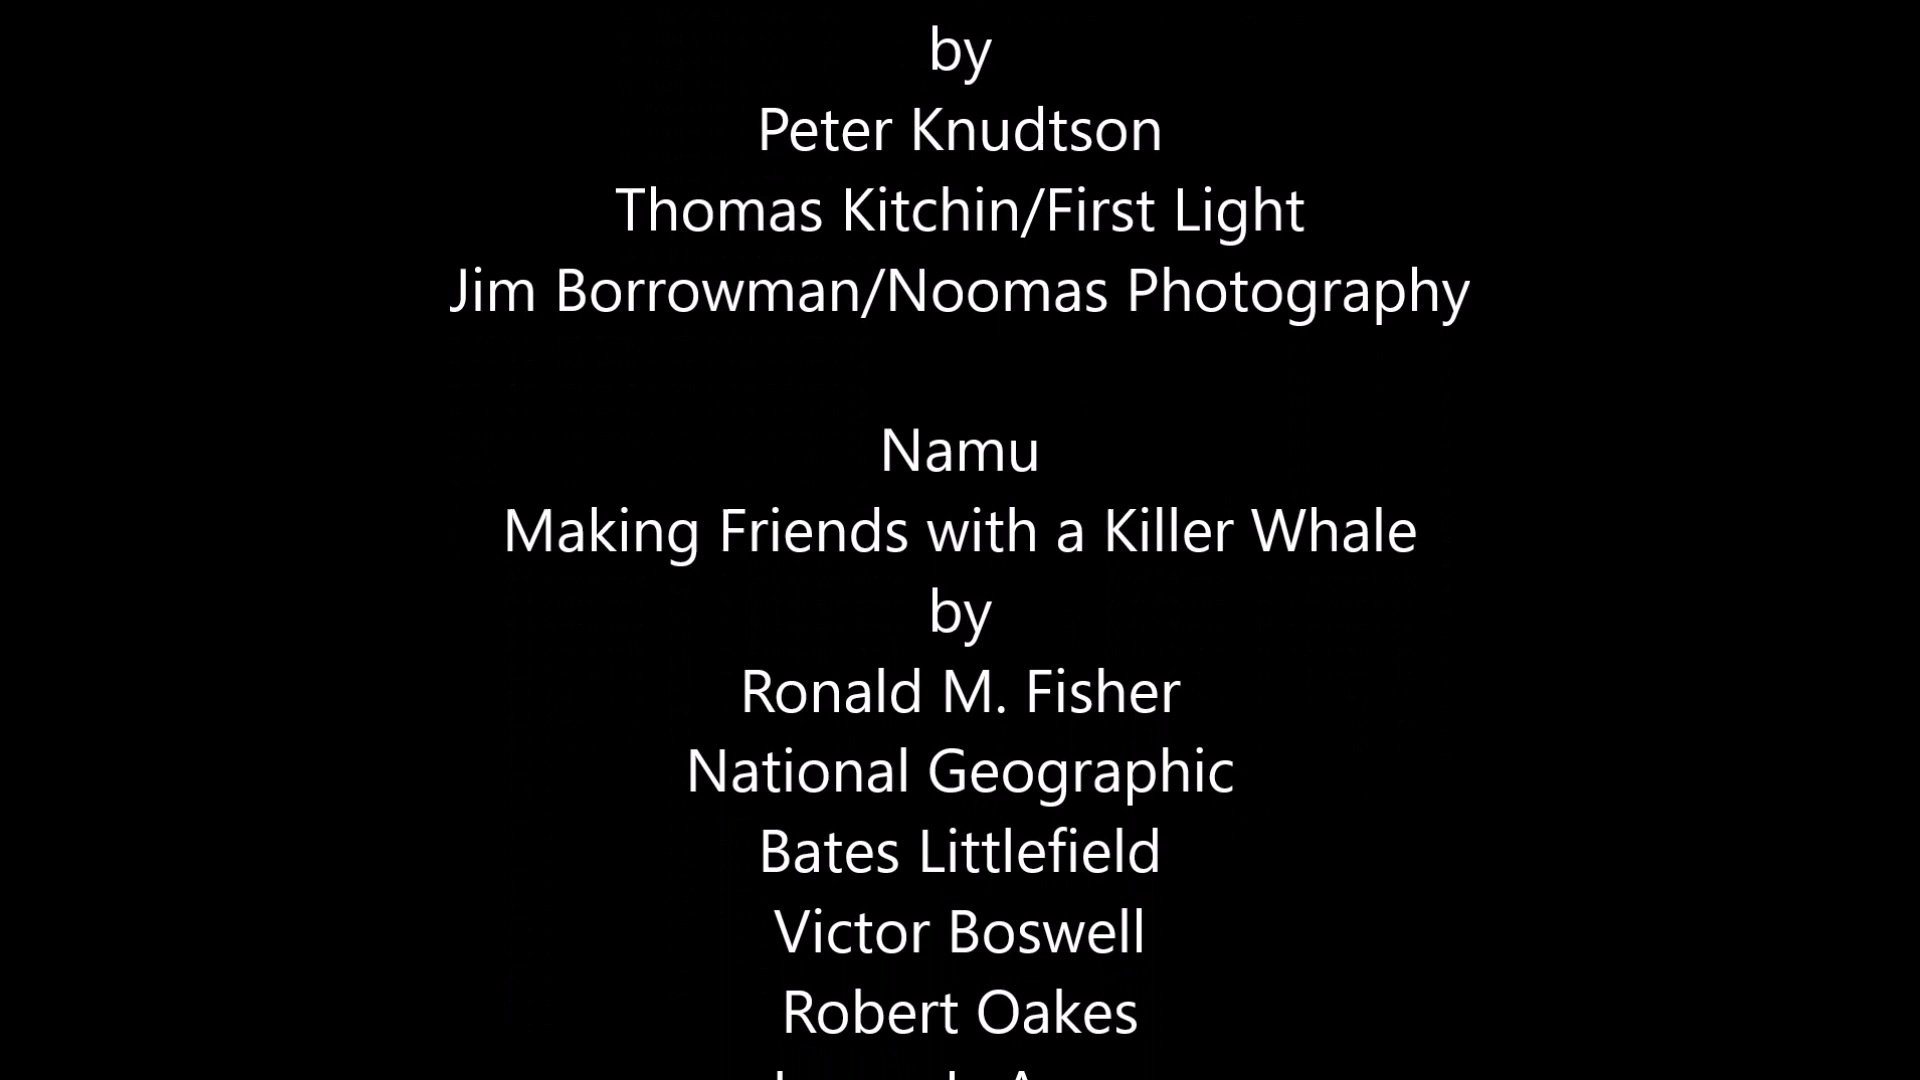 by
Peter Knudtson
Thomas Kitchin/First Light
Jim Borrowman/Noomas Photography
Namu
Making Friends with a Killer Whale
by
Ronald M. Fisher
National Geographic
Bates Littlefield
Victor Boswell
Robert Oakes